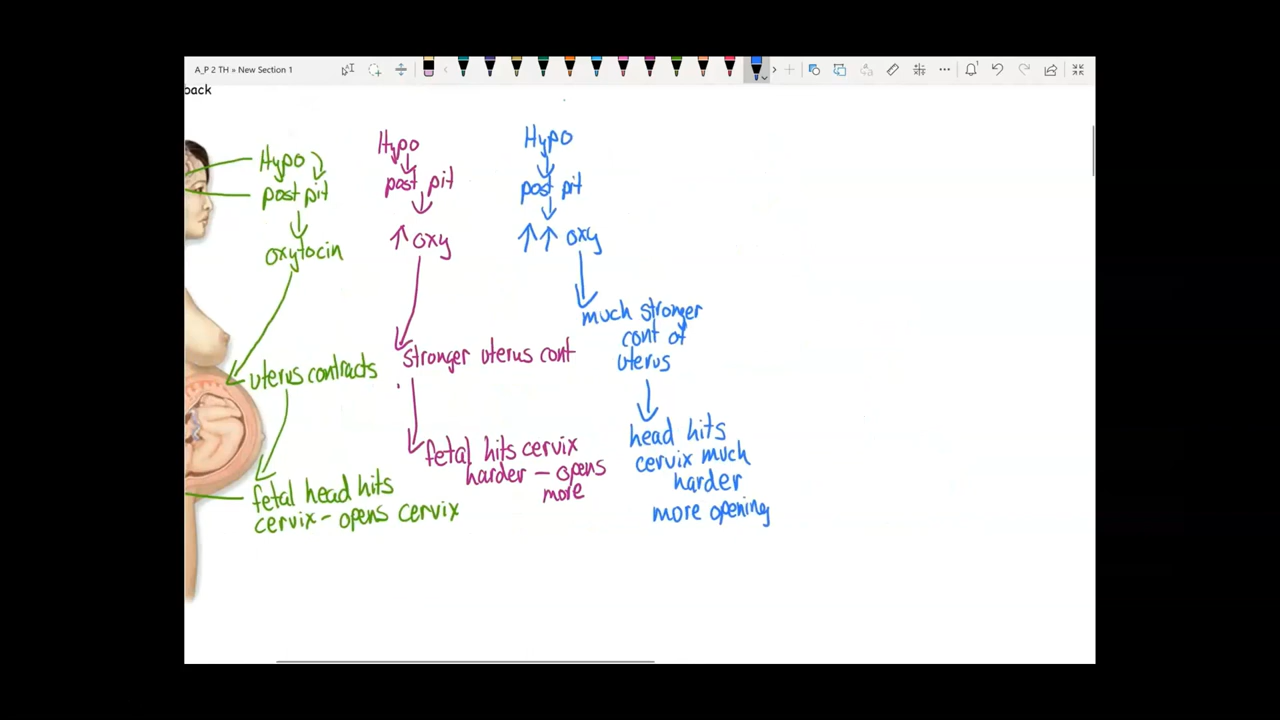 A_P 2 TH » New Section 1
back
Hypo
post pit
oxytocin
uterus contracts
fetal head hits
cervix - opens cervix
Hypo
post pit
↑ oxy
stronger uterus cont
fetal hits cervix
harder - opens
more
Hypo
post pit
↑↑ oxy
much stronger
cont of
uterus
head hits
cervix much
harder
more opening